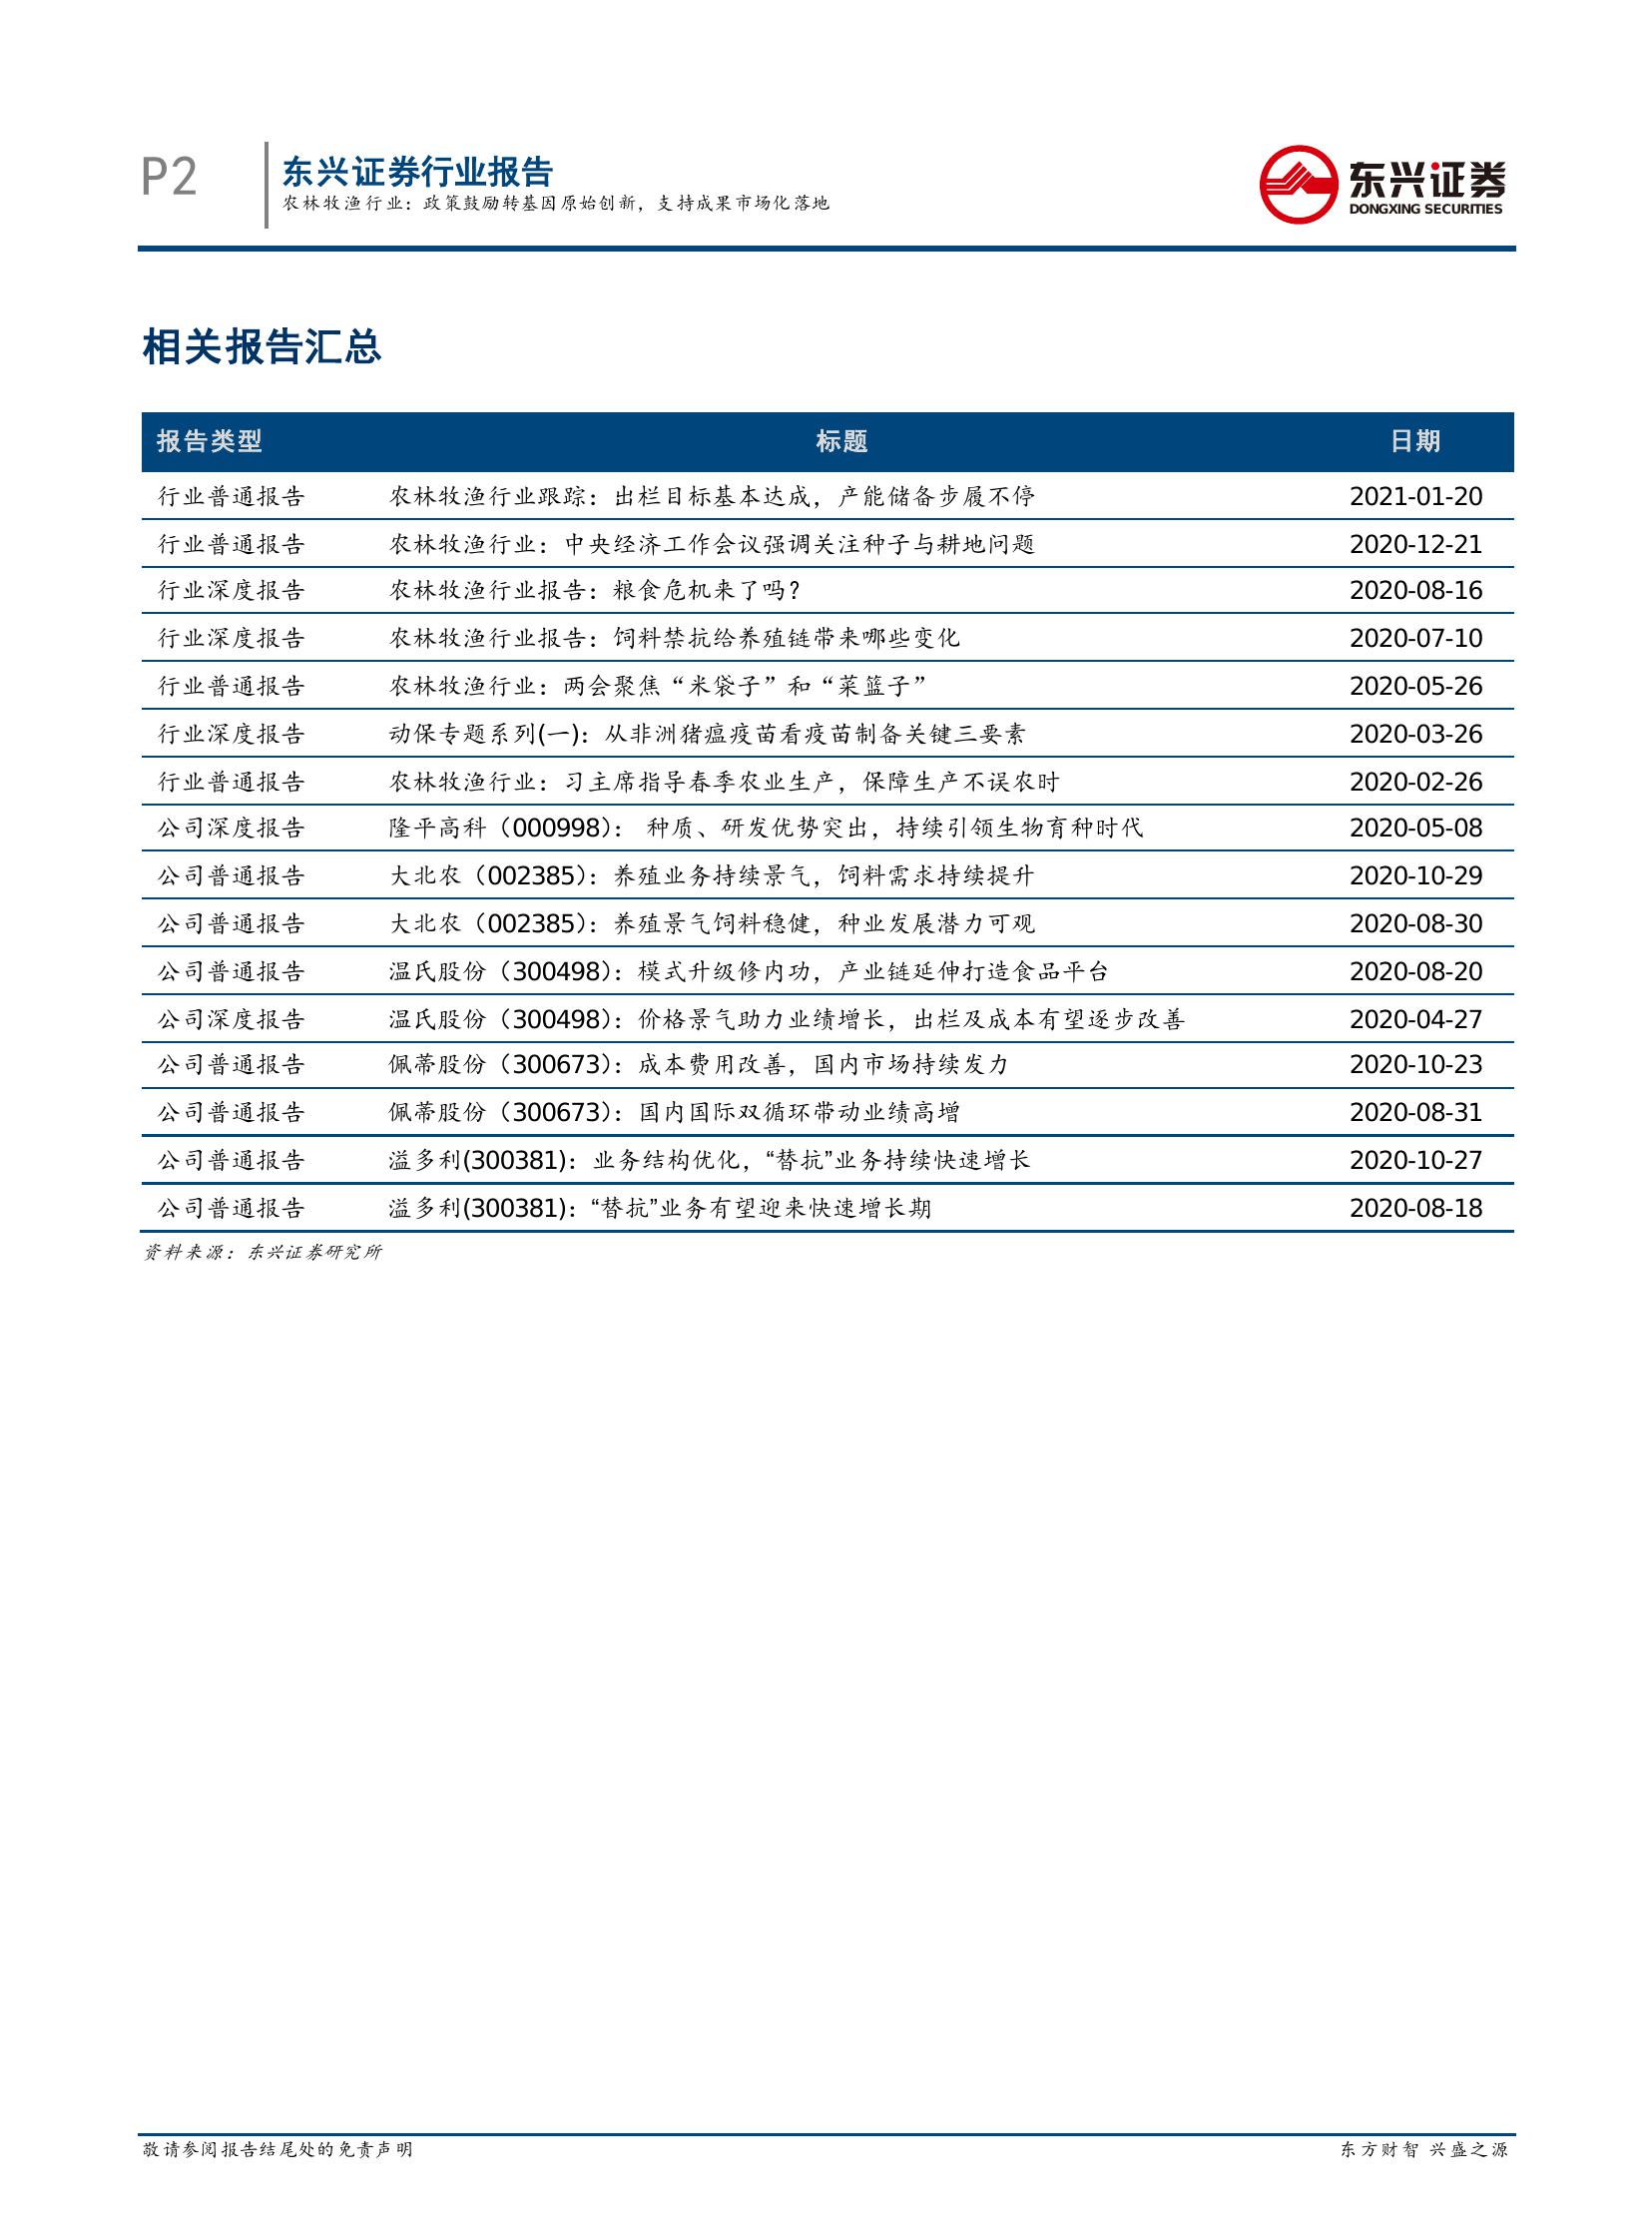 P2
东兴证券行业报告
农林牧渔行业：政策鼓励转基因原始创新，支持成果市场化落地
东兴证券
DONGXING SECURITIES
相关报告汇总
报告类型 标题 日期
行业普通报告 农林牧渔行业跟踪：出栏目标基本达成，产能储备步履不停 2021-01-20
行业普通报告 农林牧渔行业：中央经济工作会议强调关注种子与耕地问题 2020-12-21
行业深度报告 农林牧渔行业报告：粮食危机来了吗？ 2020-08-16
行业深度报告 农林牧渔行业报告：饲料禁抗给养殖链带来哪些变化 2020-07-10
行业普通报告 农林牧渔行业：两会聚焦“米袋子”和“菜篮子” 2020-05-26
行业深度报告 动保专题系列(一)：从非洲猪瘟疫苗看疫苗制备关键三要素 2020-03-26
行业普通报告 农林牧渔行业：习主席指导春季农业生产，保障生产不误农时 2020-02-26
公司深度报告 隆平高科（000998）： 种质、研发优势突出，持续引领生物育种时代 2020-05-08
公司普通报告 大北农（002385）：养殖业务持续景气，饲料需求持续提升 2020-10-29
公司普通报告 大北农（002385）：养殖景气饲料稳健，种业发展潜力可观 2020-08-30
公司普通报告 温氏股份（300498）：模式升级修内功，产业链延伸打造食品平台 2020-08-20
公司深度报告 温氏股份（300498）：价格景气助力业绩增长，出栏及成本有望逐步改善 2020-04-27
公司普通报告 佩蒂股份（300673）：成本费用改善，国内市场持续发力 2020-10-23
公司普通报告 佩蒂股份（300673）：国内国际双循环带动业绩高增 2020-08-31
公司普通报告 溢多利(300381)：业务结构优化，“替抗”业务持续快速增长 2020-10-27
公司普通报告 溢多利(300381)：“替抗”业务有望迎来快速增长期 2020-08-18
资料来源：东兴证券研究所
敬请参阅报告结尾处的免责声明 东方财智 兴盛之源